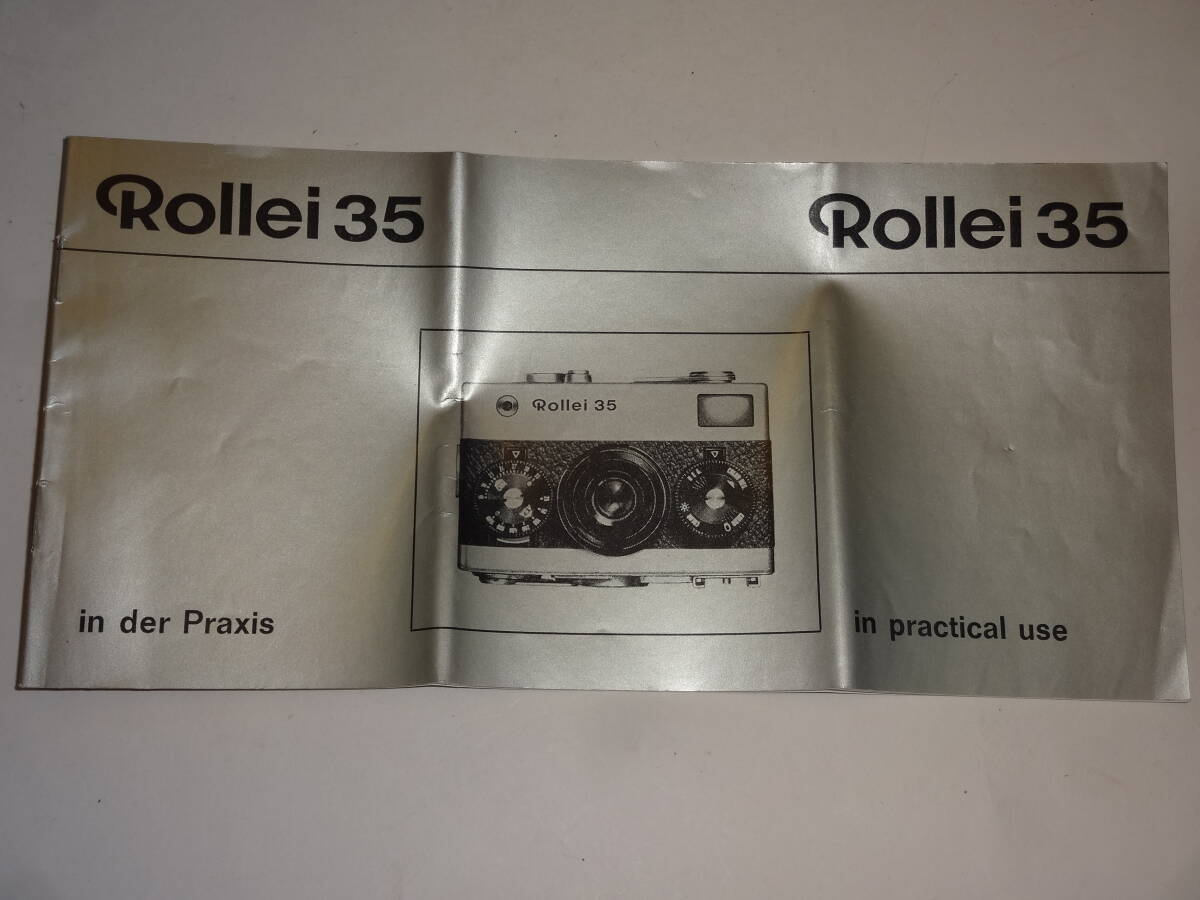 Rollei 35
Rollei 35
Rollei 35
in der Praxis
in practical use